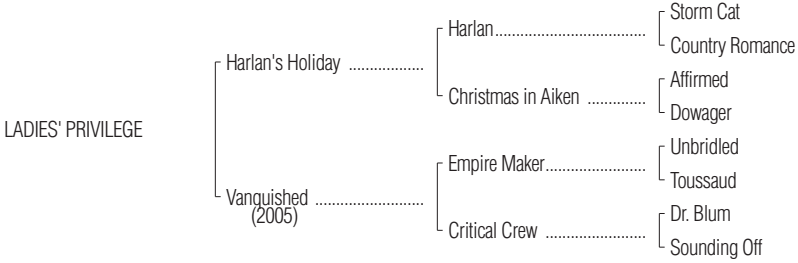 Storm Cat
Harlan....................................
Country Romance
Harlan's Holiday ..................
Affirmed
Christmas in Aiken ..............
Dowager
LADIES' PRIVILEGE
Unbridled
Empire Maker........................
Toussaud
Vanquished ..........................
(2005)
Dr. Blum
Critical Crew ........................
Sounding Off